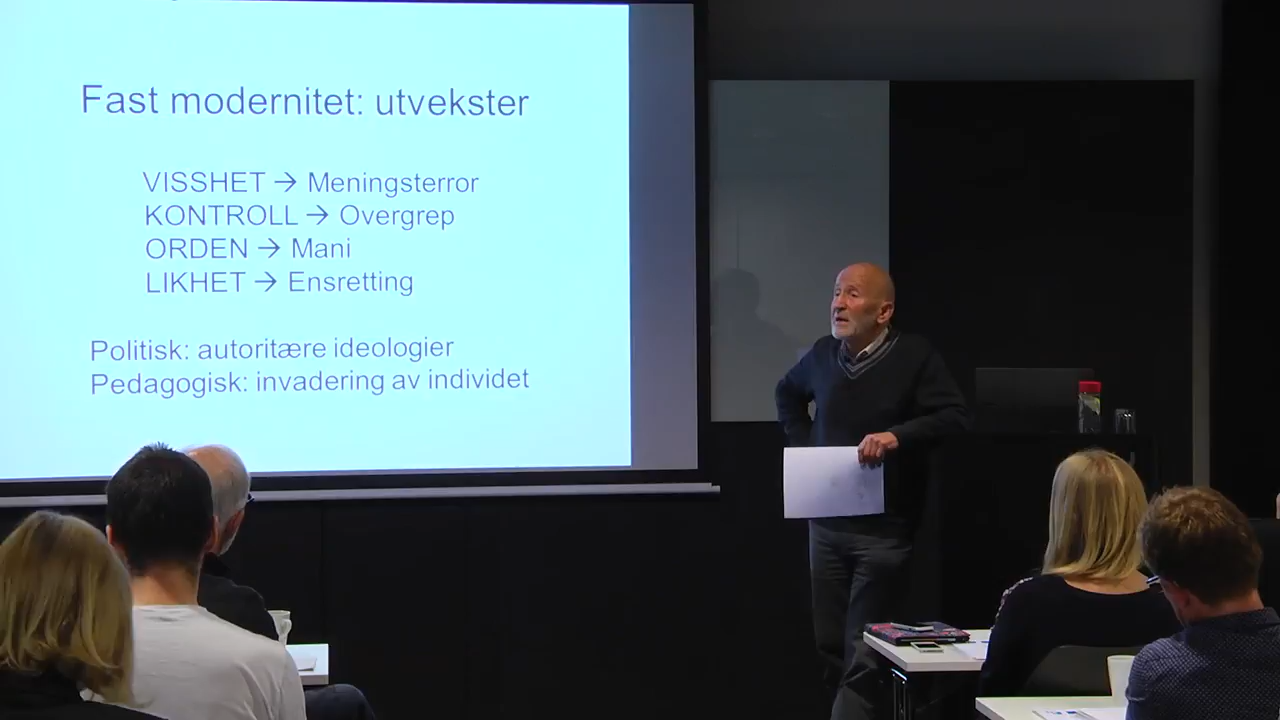 Fast modernitet: utvekster
VISSHET → Meningsterror
KONTROLL → Overgrep
ORDEN → Mani
LIKHET → Ensretting
Politisk: autoritære ideologier
Pedagogisk: invadering av individet